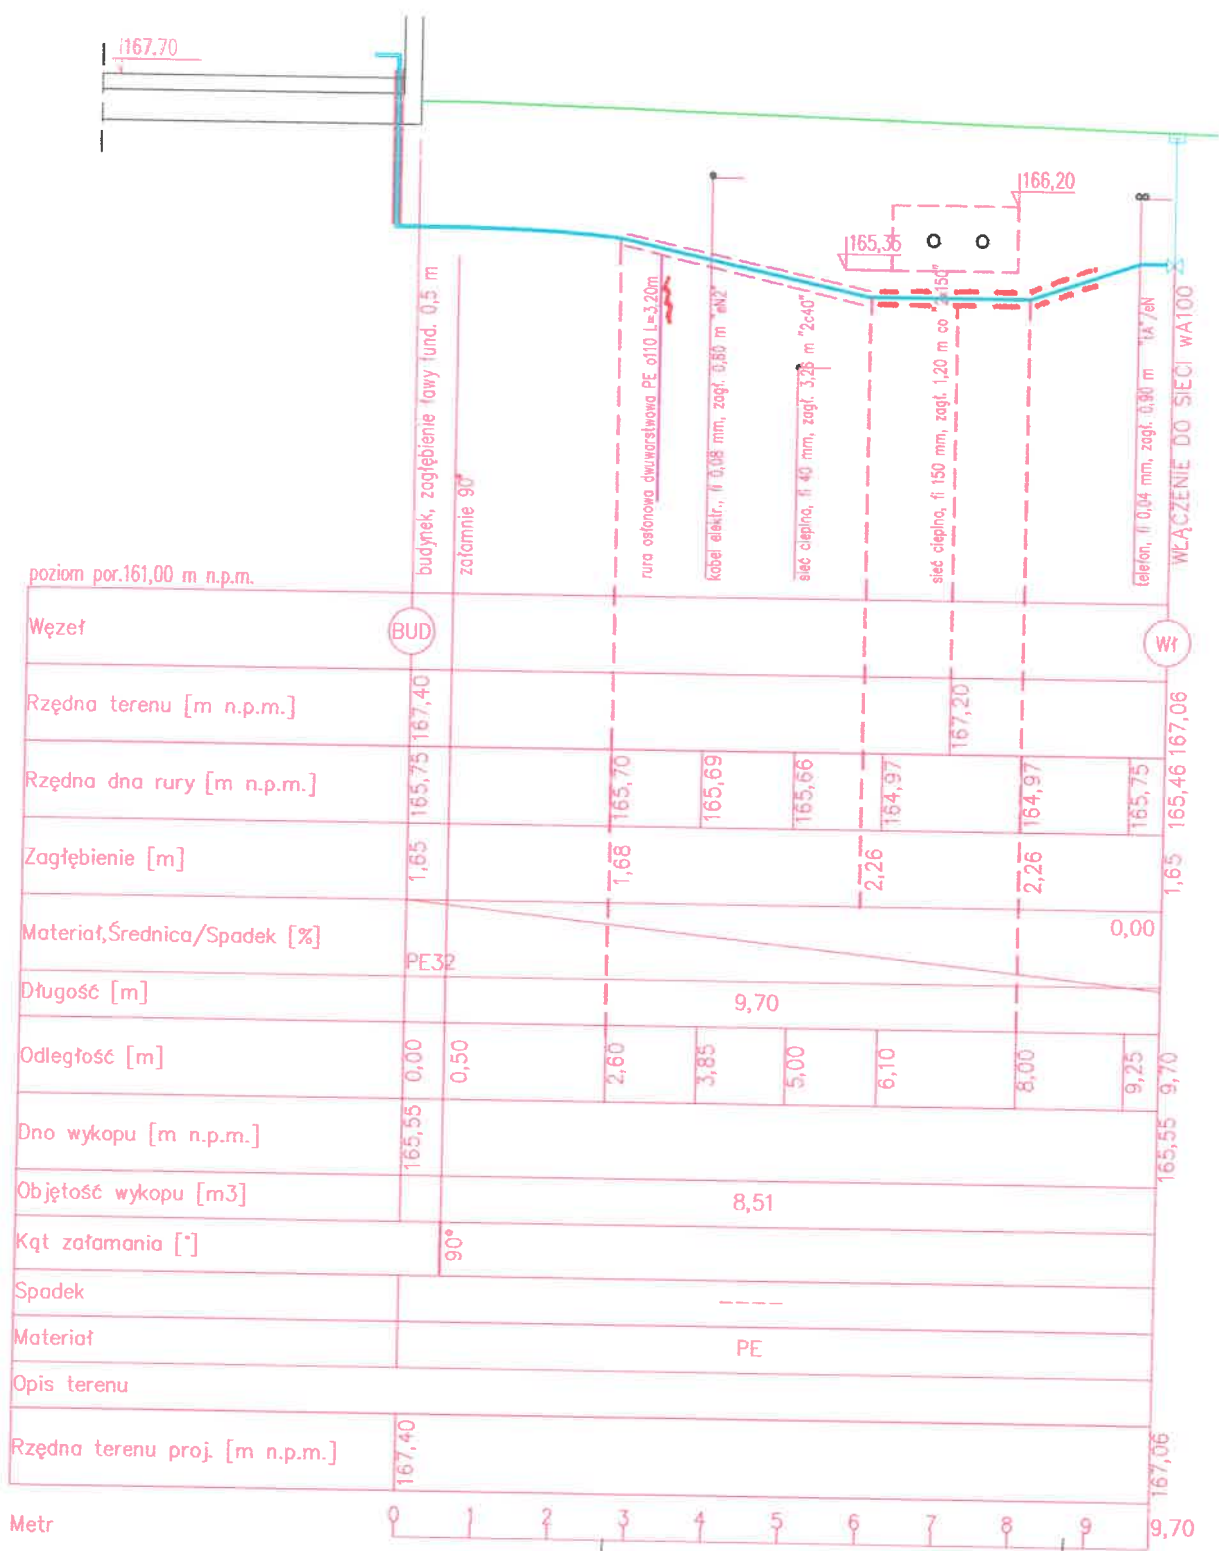 167.70
166,20
165,35
budynek, zagłębienie ławy fund. 0,5 m
załamnie 90°
rura osłonowa dwuwarstwowa PE o110 L=3,20m
kabel elektr., fi 0,08 mm, zagł. 0,80 m "eN2"
sieć cieplna, fi 40 mm, zagł. 3,26 m "2c40"
sieć cieplna, fi 150 mm, zagł. 1,20 m co 2x150"
telefon, fi 0,04 mm, zagł. 0,90 m "tA"/eN
WŁĄCZENIE DO SIECI wA100
poziom por.161,00 m n.p.m.
Węzeł BUD Wł
Rzędna terenu [m n.p.m.] 167,40 167,20 167,06
Rzędna dna rury [m n.p.m.] 165,75 165,70 165,69 165,66 164,97 164,97 165,75 165,46
Zagłębienie [m] 1,65 1,68 2,26 2,26 1,65
Materiał,Średnica/Spadek [%] PE32 0,00
Długość [m] 9,70
Odległość [m] 0,00 0,50 2,60 3,85 5,00 6,10 8,00 9,25 9,70
Dno wykopu [m n.p.m.] 165,55 165,55
Objętość wykopu [m3] 8,51
Kąt załamania [°] 90°
Spadek -----
Materiał PE
Opis terenu
Rzędna terenu proj. [m n.p.m.] 167,40 167,06
Metr 0 1 2 3 4 5 6 7 8 9 9,70